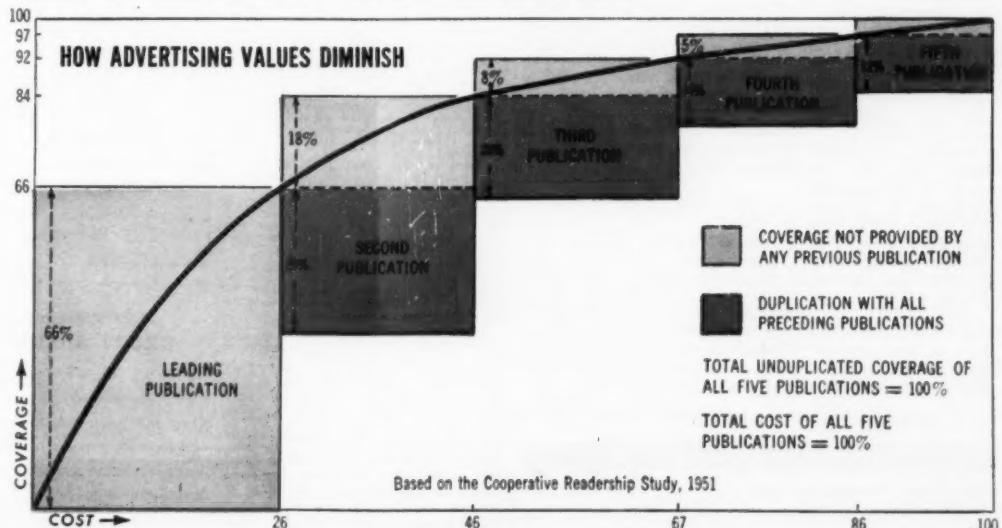 HOW ADVERTISING VALUES DIMINISH
100
97
92
84
66
COVERAGE
COST
26
46
67
86
100
66%
LEADING
PUBLICATION
18%
SECOND
PUBLICATION
8%
THIRD
PUBLICATION
5%
FOURTH
PUBLICATION
FIFTH
PUBLICATION
COVERAGE NOT PROVIDED BY
ANY PREVIOUS PUBLICATION
DUPLICATION WITH ALL
PRECEDING PUBLICATIONS
TOTAL UNDUPLICATED COVERAGE OF
ALL FIVE PUBLICATIONS = 100%
TOTAL COST OF ALL FIVE
PUBLICATIONS = 100%
Based on the Cooperative Readership Study, 1951